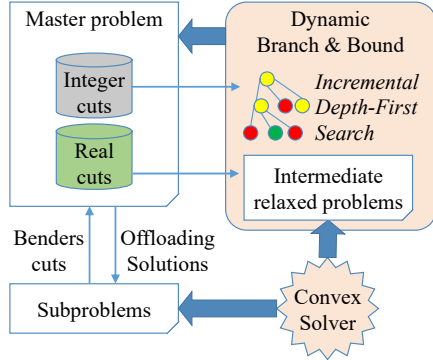 Master problem
Integer
cuts
Real
cuts
Dynamic
Branch & Bound
Incremental
Depth-First
Search
Intermediate
relaxed problems
Benders
cuts
Offloading
Solutions
Subproblems
Convex
Solver